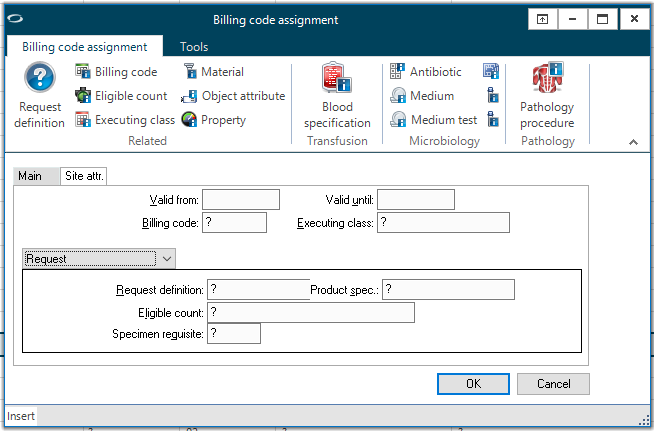 Billing code assignment
Billing code assignment Tools
Request definition
Billing code
Eligible count
Executing class
Material
Object attribute
Property
Related
Blood specification
Transfusion
Antibiotic
Medium
Medium test
Microbiology
Pathology procedure
Pathology
Main Site attr.
Valid from: Valid until:
Billing code: ? Executing class: ?
Request
Request definition: ? Product spec.: ?
Eligible count: ?
Specimen requisite: ?
OK Cancel
Insert